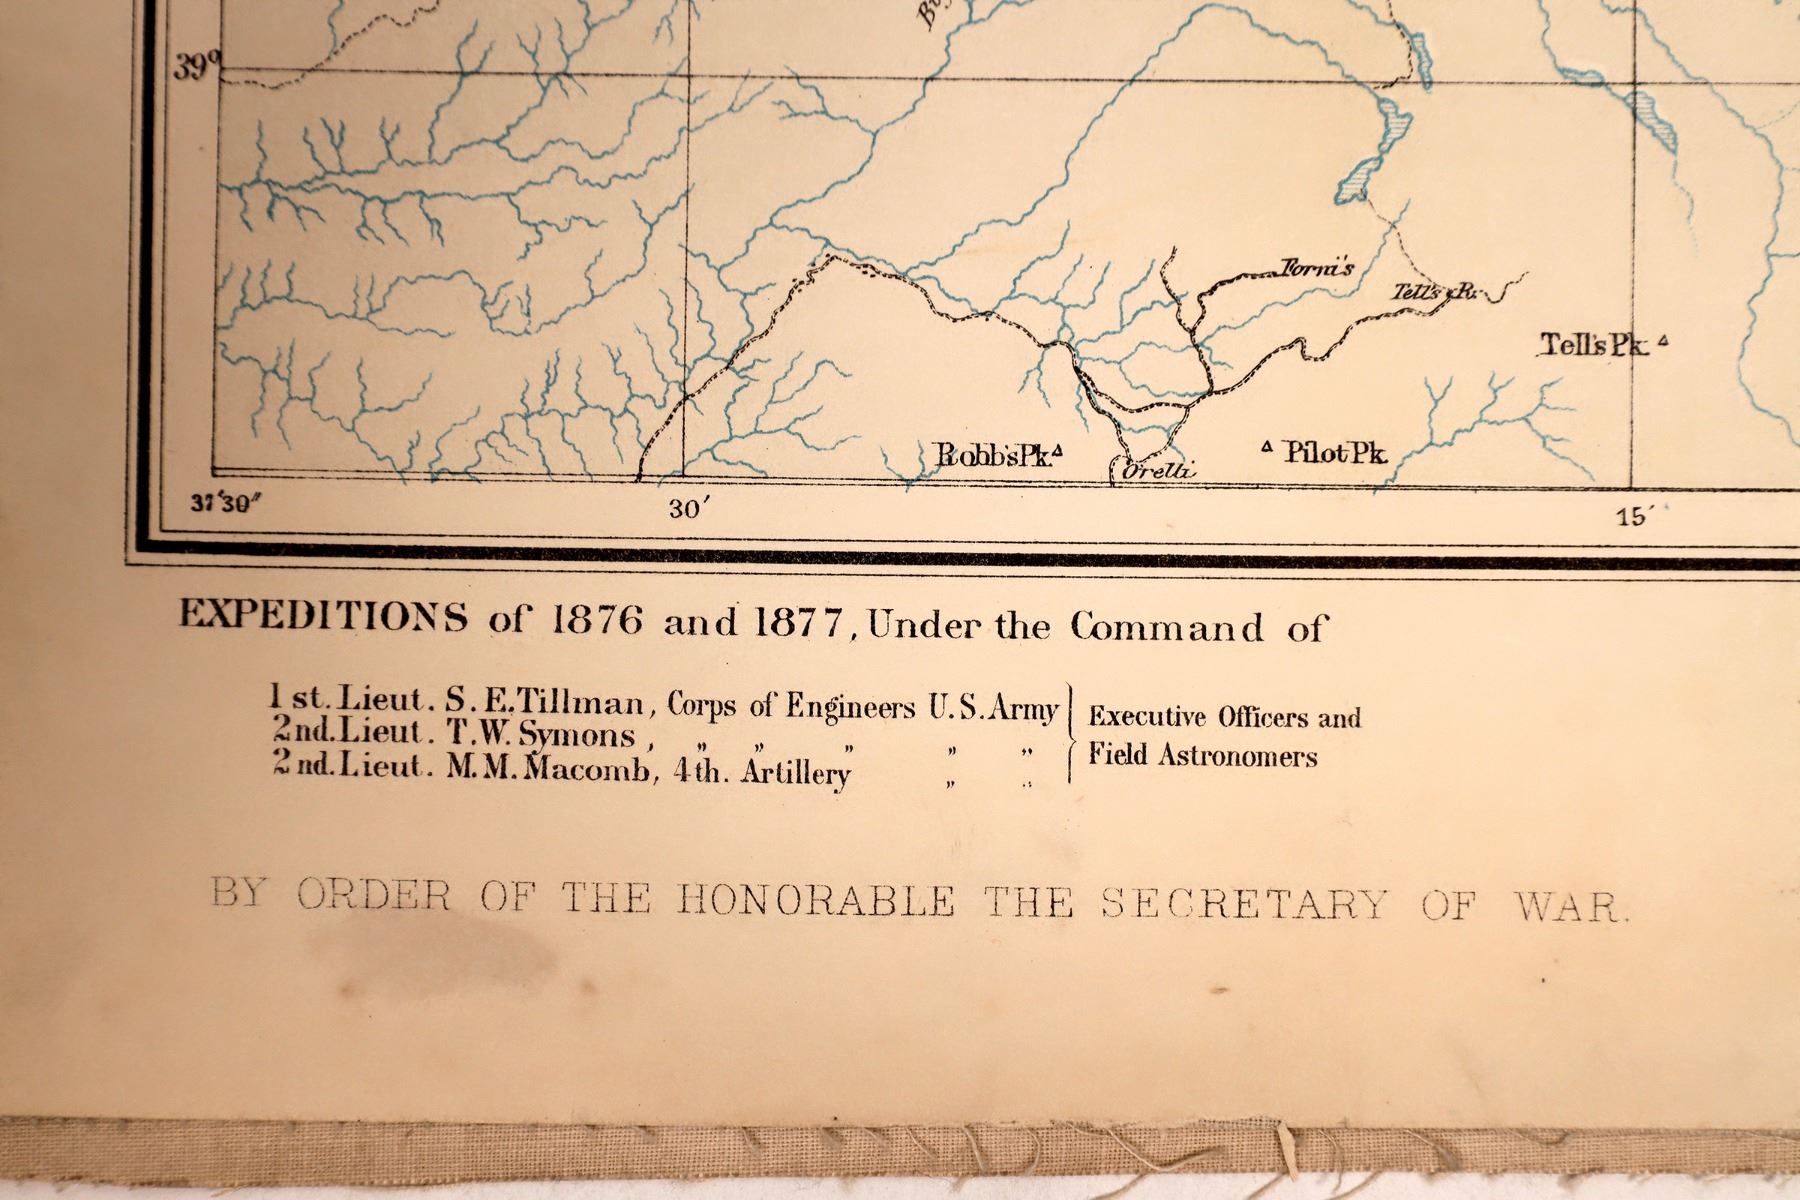 39°
Forni's
Tell's R.
Tell's Pk.
Robb's Pk.
Pilot Pk.
Orelli
37'30"
30'
15'
EXPEDITIONS of 1876 and 1877, Under the Command of
1st. Lieut. S. E. Tillman, Corps of Engineers U.S. Army
2nd. Lieut. T. W. Symons, „ „ „ „ „
2nd. Lieut. M. M. Macomb, 4th. Artillery „ „
Executive Officers and
Field Astronomers
BY ORDER OF THE HONORABLE THE SECRETARY OF WAR.